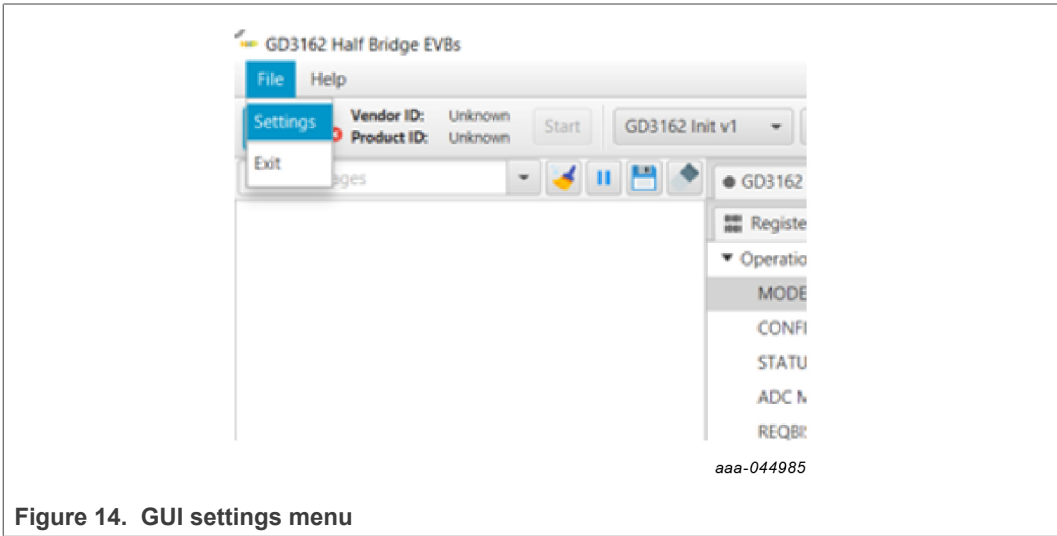 GD3162 Half Bridge EVBs
File Help
Settings
Exit
Vendor ID: Unknown
Product ID: Unknown
Start
GD3162 Init v1
GD3162
MODE
aaa-044985
Figure 14. GUI settings menu